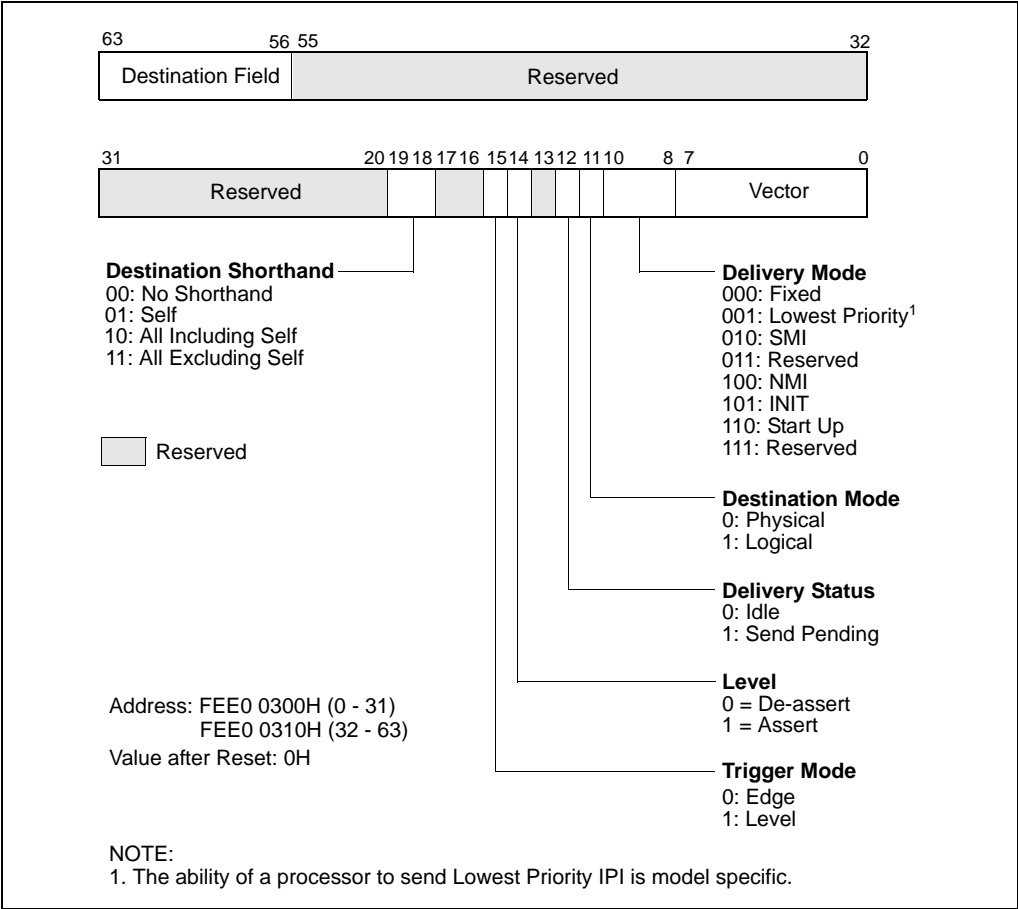 63 56 55 32
Destination Field Reserved
31 20 19 18 17 16 15 14 13 12 11 10 8 7 0
Reserved Vector
Destination Shorthand
00: No Shorthand
01: Self
10: All Including Self
11: All Excluding Self
Reserved
Delivery Mode
000: Fixed
001: Lowest Priority1
010: SMI
011: Reserved
100: NMI
101: INIT
110: Start Up
111: Reserved
Destination Mode
0: Physical
1: Logical
Delivery Status
0: Idle
1: Send Pending
Level
0 = De-assert
1 = Assert
Trigger Mode
0: Edge
1: Level
Address: FEE0 0300H (0 - 31)
FEE0 0310H (32 - 63)
Value after Reset: 0H
NOTE:
1. The ability of a processor to send Lowest Priority IPI is model specific.